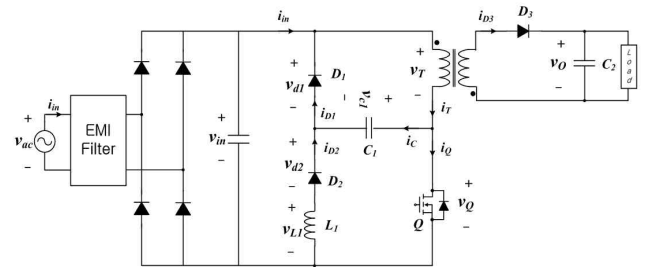 i_in
D_3
i_D3
D_1
v_d1
v_T
v_O
C_2
Load
i_in
v_c1
i_D1
i_T
EMI
Filter
v_ac
v_in
i_D2
i_C
C_1
i_Q
v_d2
D_2
v_Q
Q
v_L1
L_1